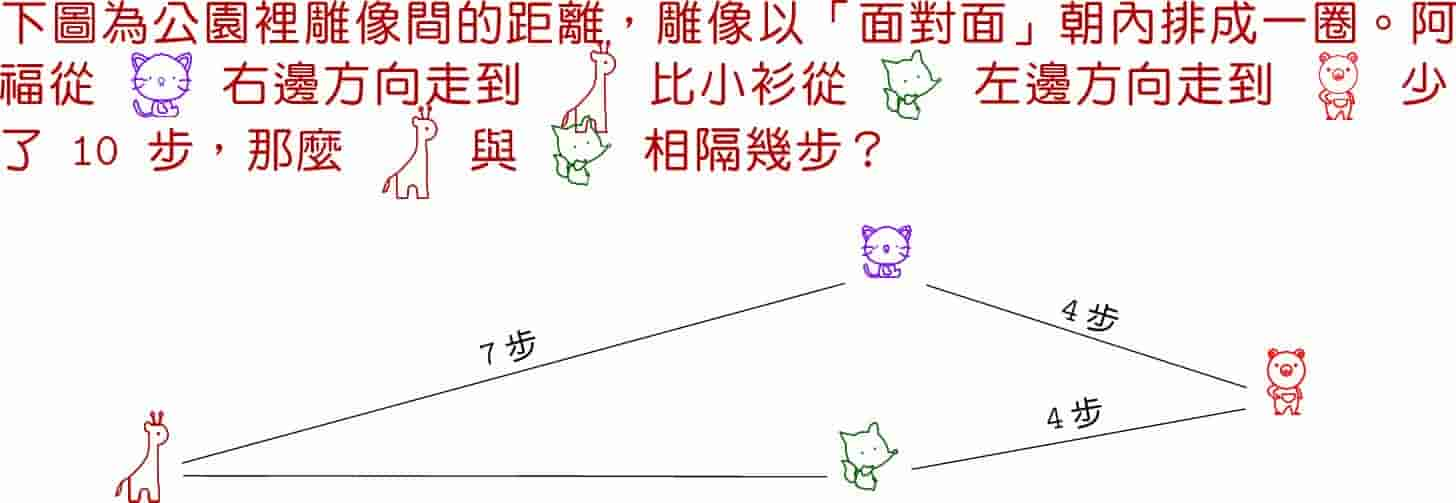 下圖為公園裡雕像間的距離，雕像以「面對面」朝內排成一圈。阿
福從 右邊方向走到 比小衫從 左邊方向走到 少
了 10 步，那麼 與 相隔幾步？
4 步
7 步
4 步